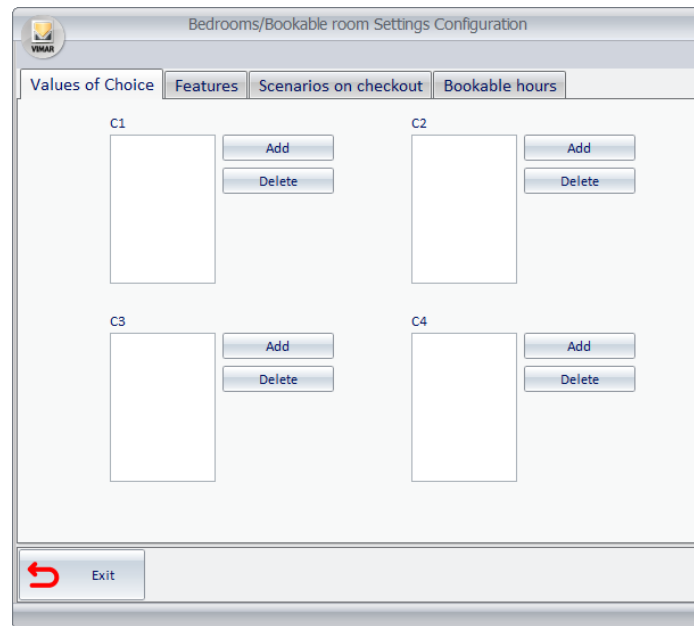 Bedrooms/Bookable room Settings Configuration
VIMAR
Values of Choice Features Scenarios on checkout Bookable hours
C1 C2
Add Add
Delete Delete
C3 C4
Add Add
Delete Delete
Exit